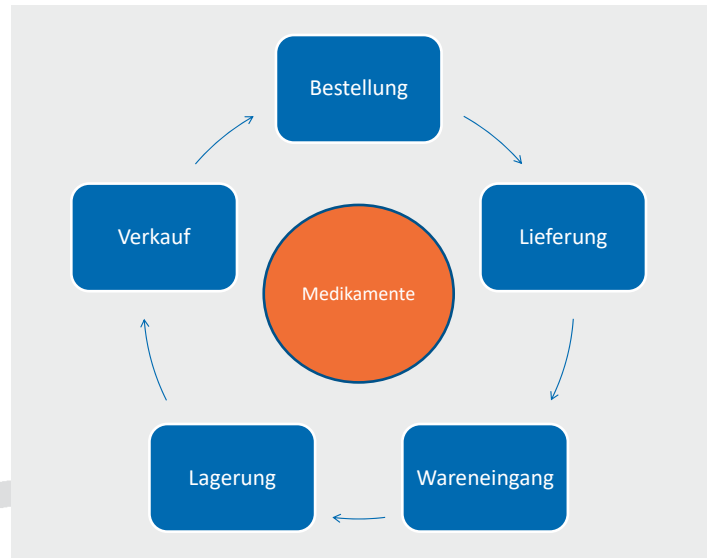 Bestellung
Verkauf
Lieferung
Medikamente
Lagerung
Wareneingang